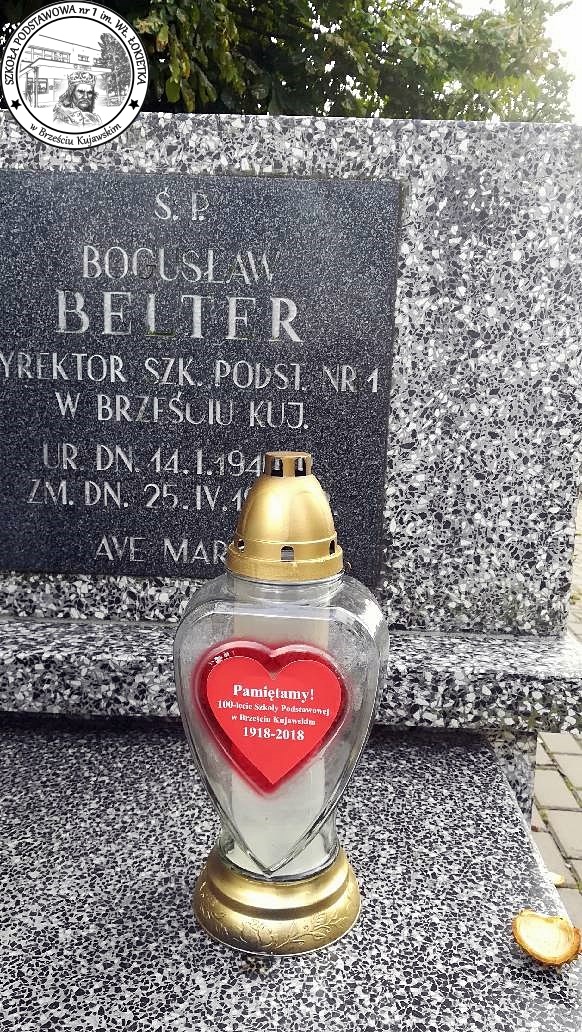 SZKOŁA PODSTAWOWA nr 1 im. Wł. ŁOKIETKA
w Brześciu Kujawskim
Ś. P.
BOGUSŁAW
BELTER
YREKTOR SZK. PODST. NR 1
W BRZEŚCIU KUJ.
UR. DN. 14. I. 194
ZM. DN. 25. IV. 1
AVE MAR
Pamiętamy!
100-lecie Szkoły Podstawowej
w Brześciu Kujawskim
1918-2018